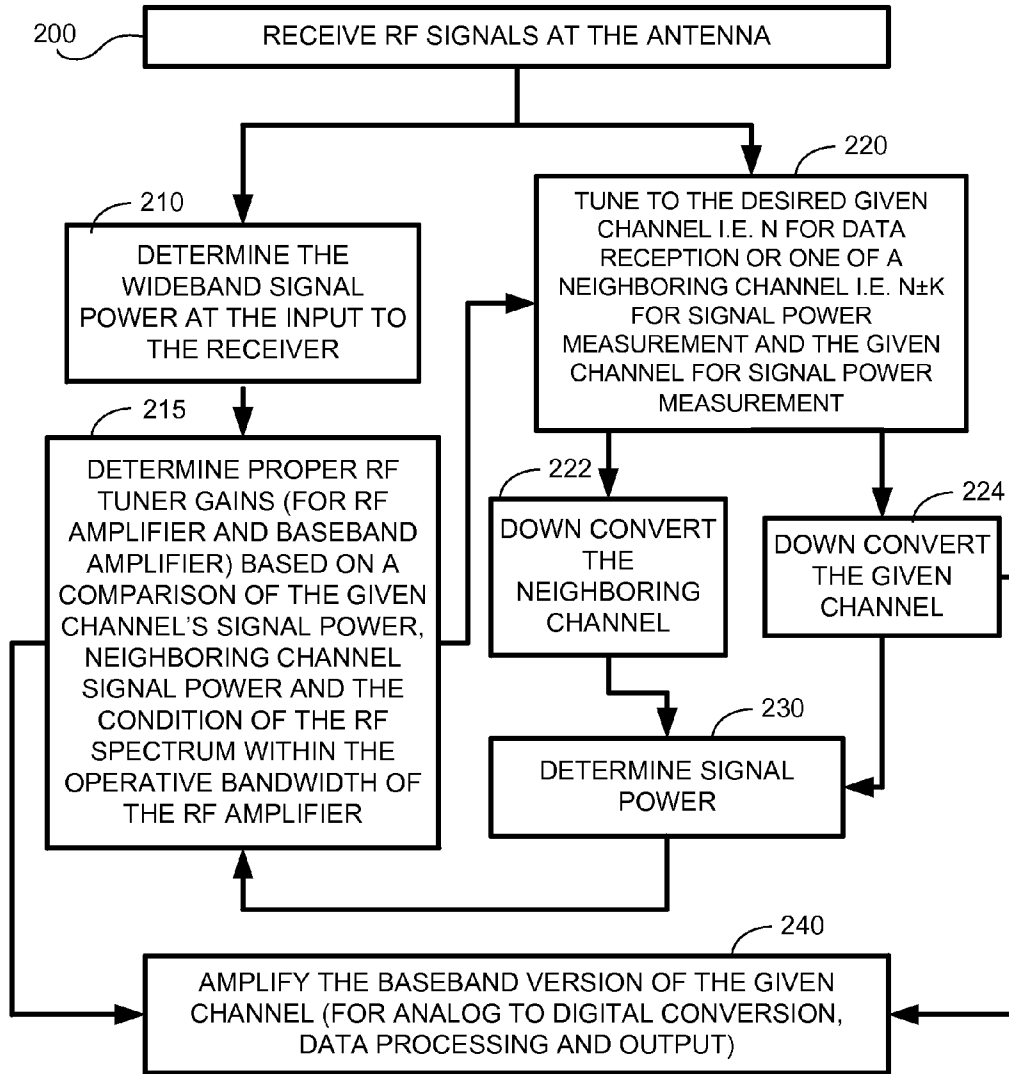 200
RECEIVE RF SIGNALS AT THE ANTENNA
210
DETERMINE THE
WIDEBAND SIGNAL
POWER AT THE INPUT TO
THE RECEIVER
220
TUNE TO THE DESIRED GIVEN
CHANNEL I.E. N FOR DATA
RECEPTION OR ONE OF A
NEIGHBORING CHANNEL I.E. N±K
FOR SIGNAL POWER
MEASUREMENT AND THE GIVEN
CHANNEL FOR SIGNAL POWER
MEASUREMENT
215
DETERMINE PROPER RF
TUNER GAINS (FOR RF
AMPLIFIER AND BASEBAND
AMPLIFIER) BASED ON A
COMPARISON OF THE GIVEN
CHANNEL'S SIGNAL POWER,
NEIGHBORING CHANNEL
SIGNAL POWER AND THE
CONDITION OF THE RF
SPECTRUM WITHIN THE
OPERATIVE BANDWIDTH OF
THE RF AMPLIFIER
222
DOWN CONVERT
THE
NEIGHBORING
CHANNEL
224
DOWN CONVERT
THE GIVEN
CHANNEL
230
DETERMINE SIGNAL
POWER
240
AMPLIFY THE BASEBAND VERSION OF THE GIVEN
CHANNEL (FOR ANALOG TO DIGITAL CONVERSION,
DATA PROCESSING AND OUTPUT)